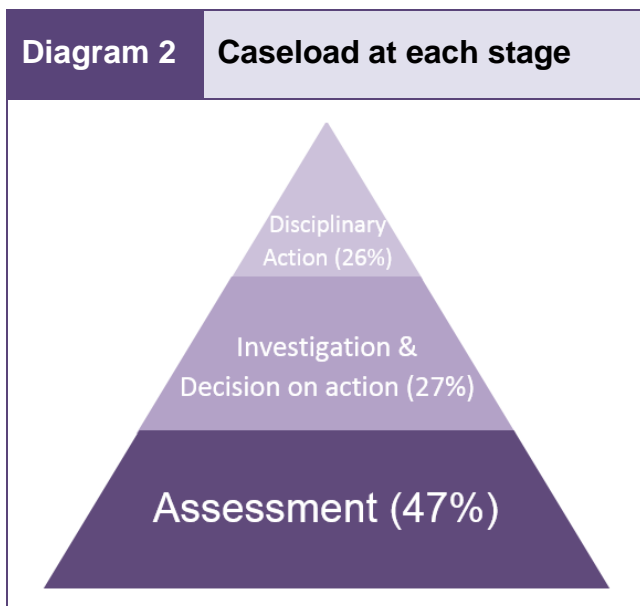 Diagram 2 Caseload at each stage
Disciplinary
Action (26%)
Investigation &
Decision on action (27%)
Assessment (47%)